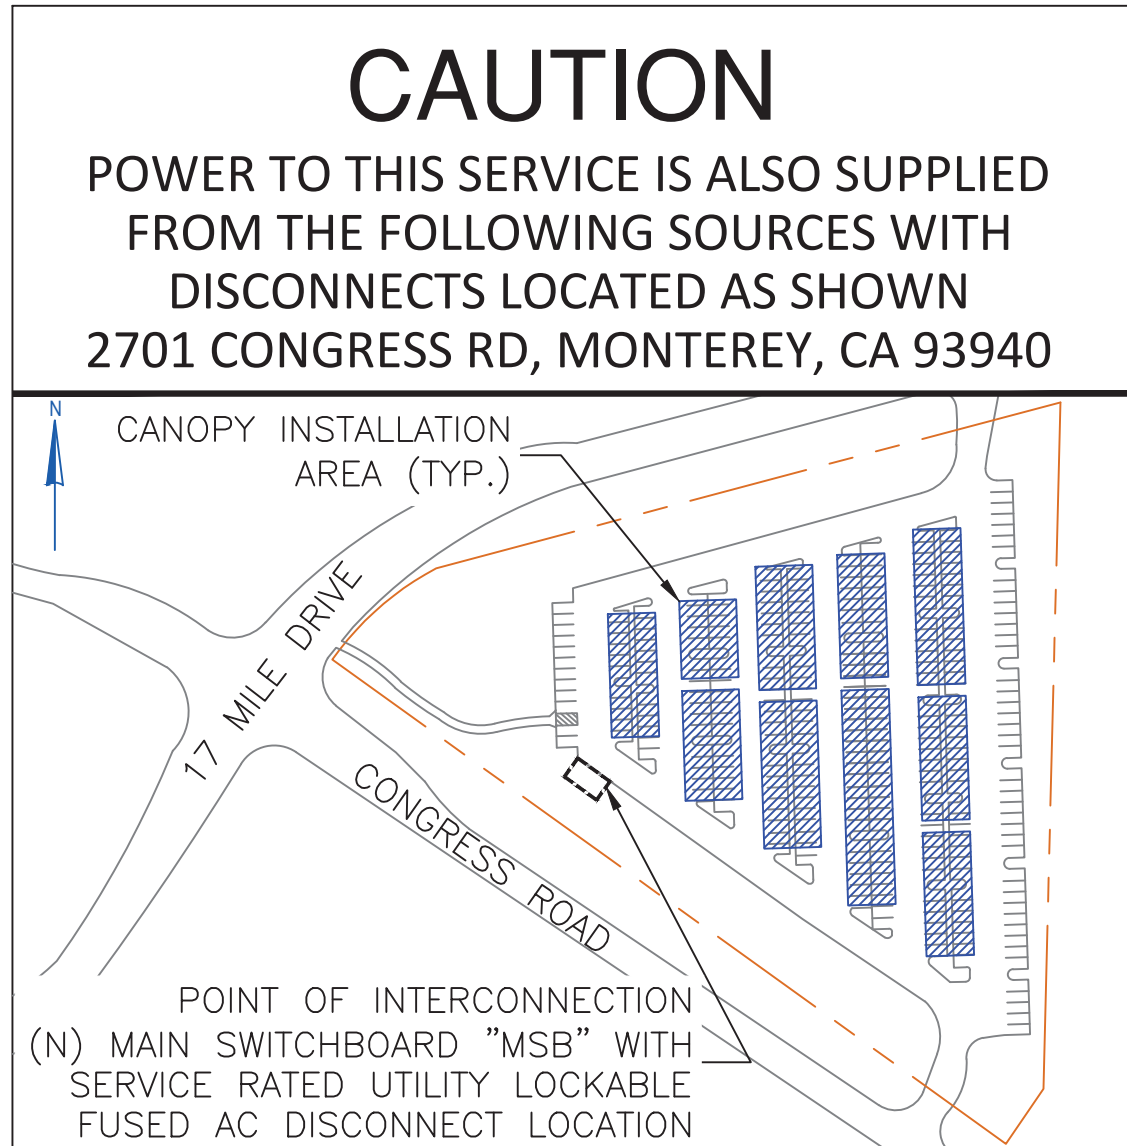 CAUTION
POWER TO THIS SERVICE IS ALSO SUPPLIED
FROM THE FOLLOWING SOURCES WITH
DISCONNECTS LOCATED AS SHOWN
2701 CONGRESS RD, MONTEREY, CA 93940
N
CANOPY INSTALLATION
AREA (TYP.)
17 MILE DRIVE
CONGRESS ROAD
POINT OF INTERCONNECTION
(N) MAIN SWITCHBOARD "MSB" WITH
SERVICE RATED UTILITY LOCKABLE
FUSED AC DISCONNECT LOCATION